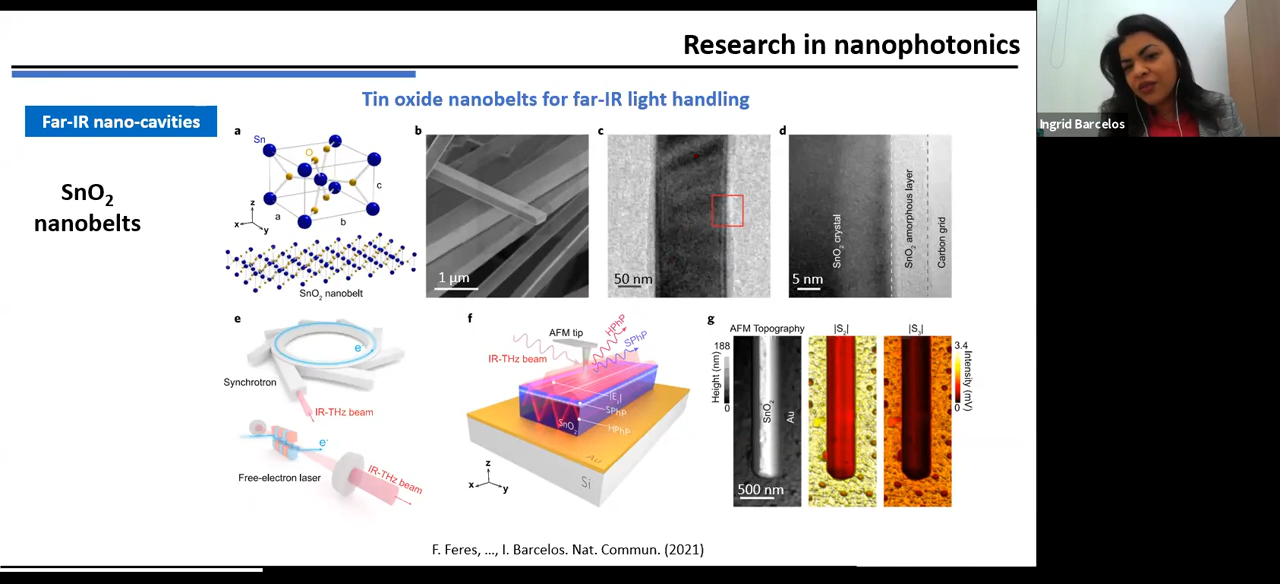 Research in nanophotonics
Ingrid Barcelos
Tin oxide nanobelts for far-IR light handling
Far-IR nano-cavities
SnO2
nanobelts
a
Sn
O
c
a
b
z
x
y
SnO2 nanobelt
b
1 μm
c
50 nm
d
SnO2 crystal
SnO2 amorphous layer
Carbon grid
5 nm
e
e-
Synchrotron
IR-THz beam
e-
Free-electron laser
IR-THz beam
f
AFM tip
HPhP
SPhP
IR-THz beam
SPhP
SnO2
HPhP
Au
Si
z
x
y
g
AFM Topography
|S2|
188
Height (nm)
0
SnO2
Au
500 nm
3.4
Intensity (mV)
0
F. Feres, ..., I. Barcelos. Nat. Commun. (2021)